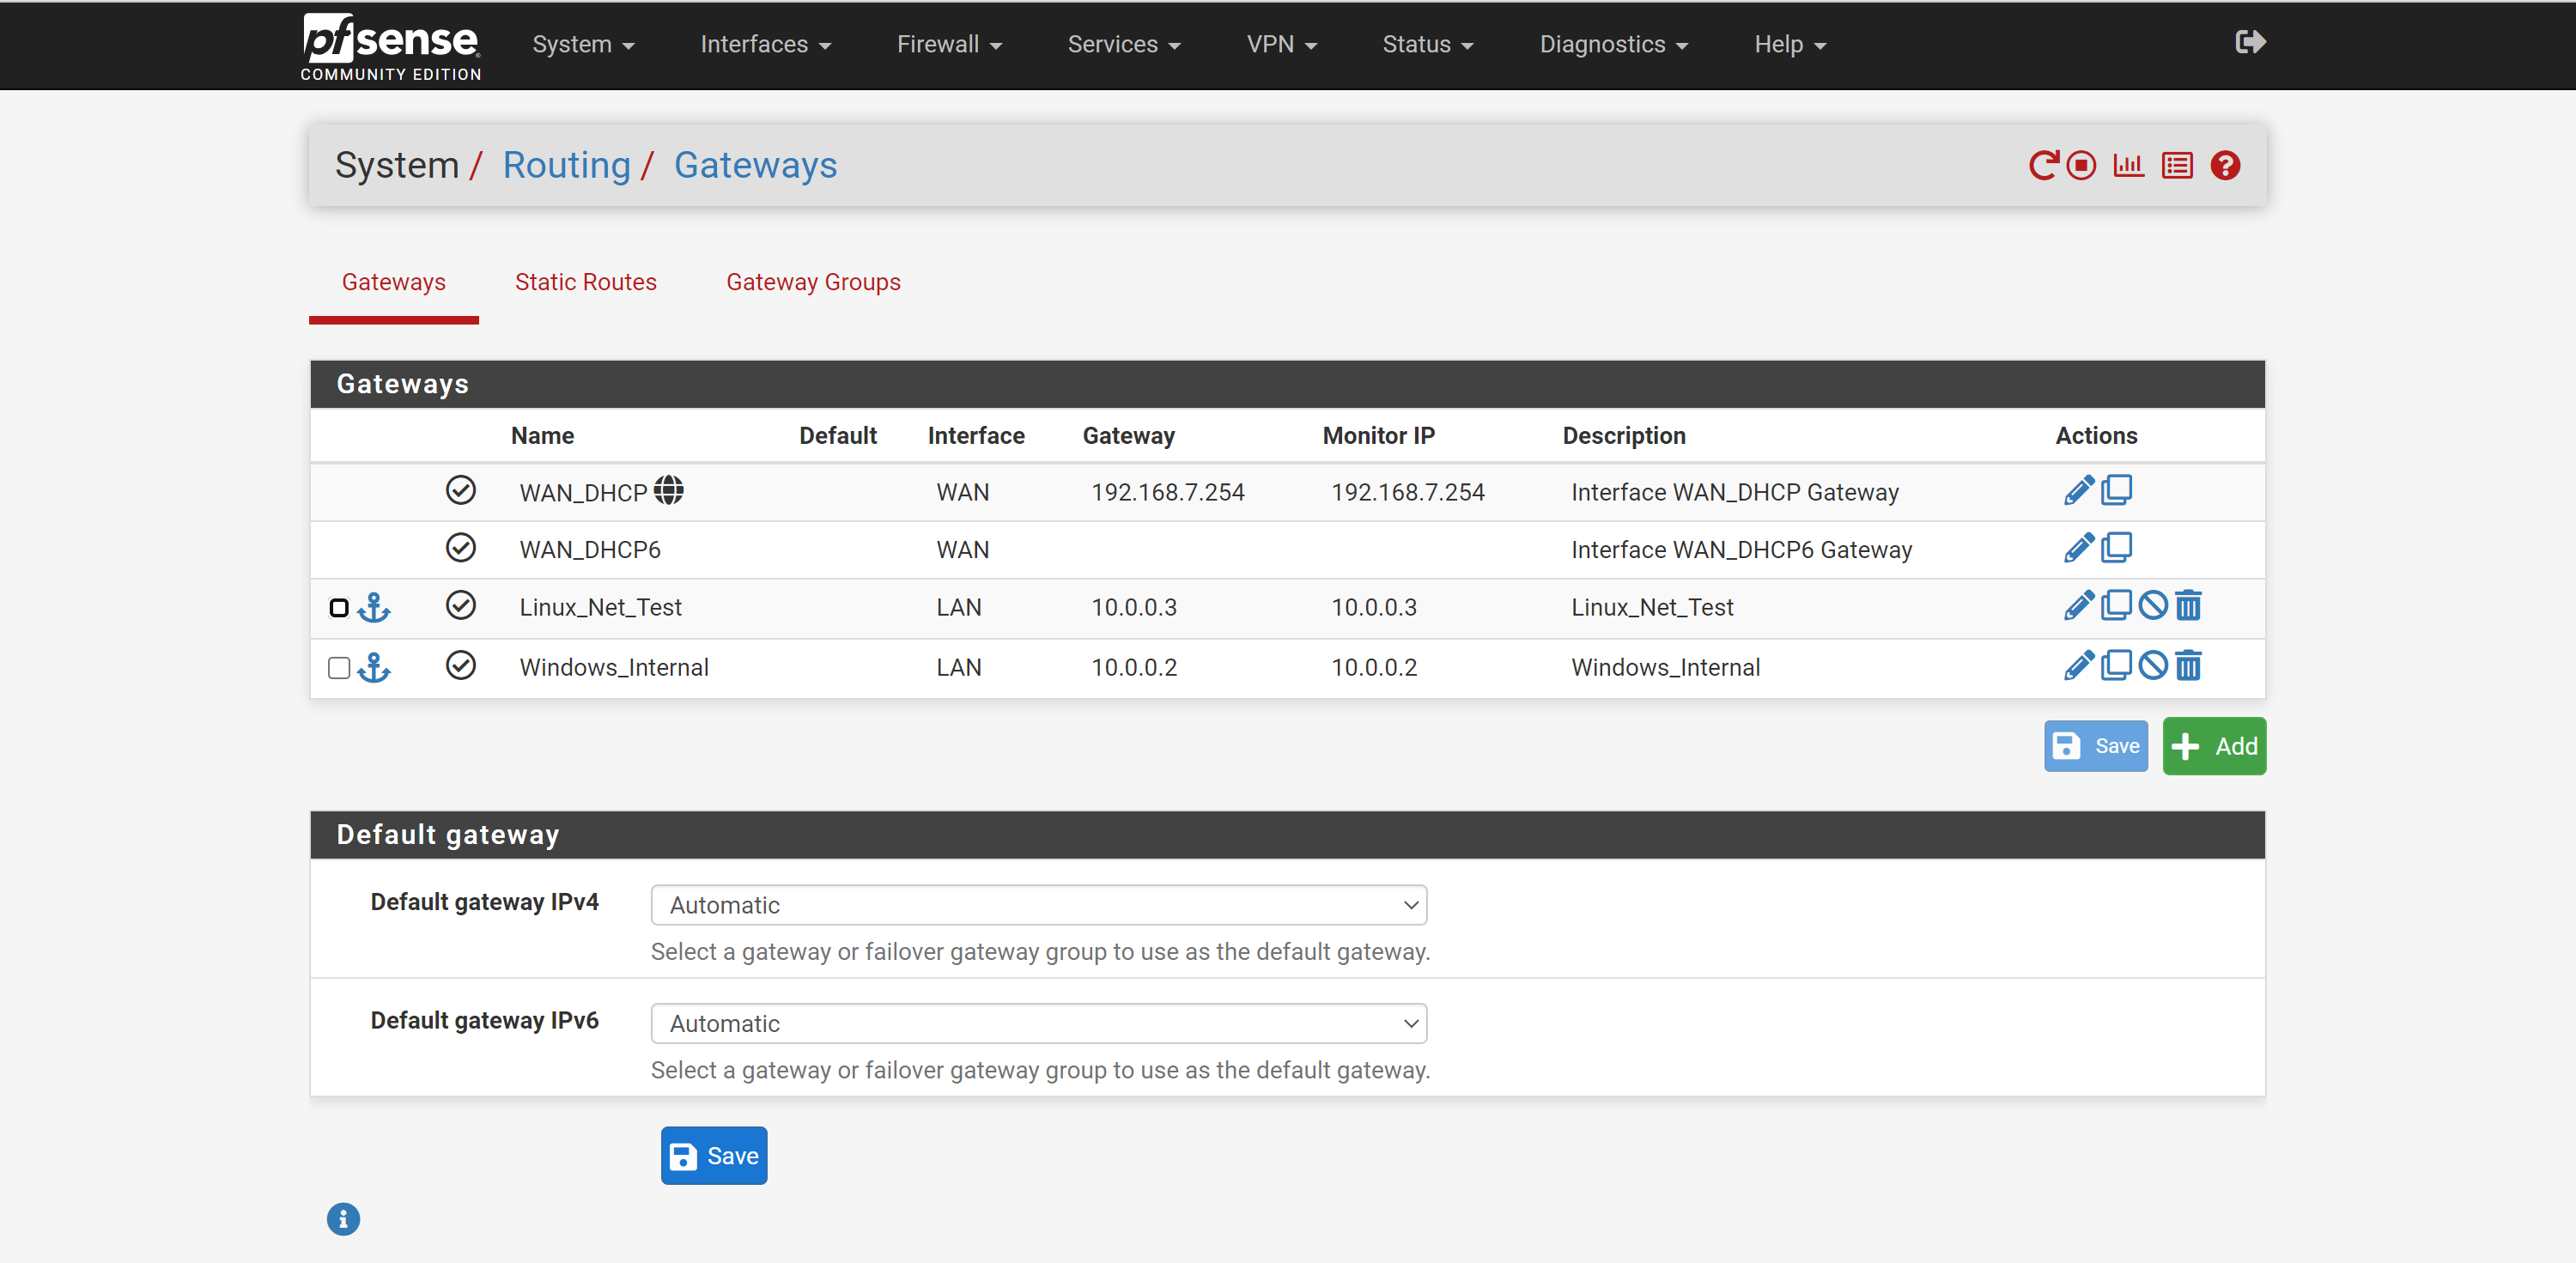 pfsense
COMMUNITY EDITION
System Interfaces Firewall Services VPN Status Diagnostics Help
System / Routing / Gateways
Gateways Static Routes Gateway Groups
Gateways
Name Default Interface Gateway Monitor IP Description Actions
WAN_DHCP WAN 192.168.7.254 192.168.7.254 Interface WAN_DHCP Gateway
WAN_DHCP6 WAN Interface WAN_DHCP6 Gateway
Linux_Net_Test LAN 10.0.0.3 10.0.0.3 Linux_Net_Test
Windows_Internal LAN 10.0.0.2 10.0.0.2 Windows_Internal
Save Add
Default gateway
Default gateway IPv4 Automatic
Select a gateway or failover gateway group to use as the default gateway.
Default gateway IPv6 Automatic
Select a gateway or failover gateway group to use as the default gateway.
Save